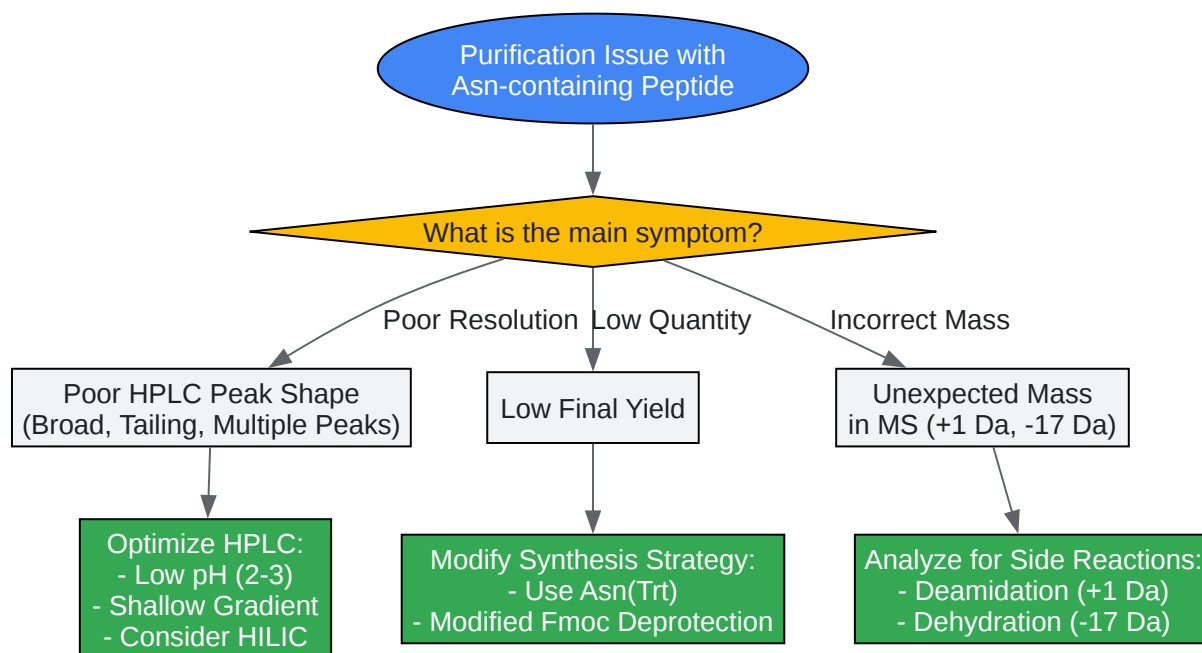 Purification Issue with
Asn-containing Peptide
What is the main symptom?
Poor Resolution
Low Quantity
Incorrect Mass
Poor HPLC Peak Shape
(Broad, Tailing, Multiple Peaks)
Low Final Yield
Unexpected Mass
in MS (+1 Da, -17 Da)
Optimize HPLC:
- Low pH (2-3)
- Shallow Gradient
- Consider HILIC
Modify Synthesis Strategy:
- Use Asn(Trt)
- Modified Fmoc Deprotection
Analyze for Side Reactions:
- Deamidation (+1 Da)
- Dehydration (-17 Da)